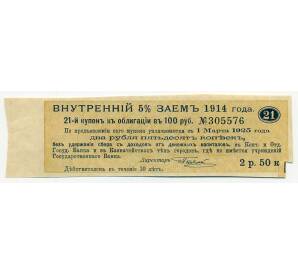 ВНУТРЕННІЙ 5% ЗАЕМЪ 1914 года.
21-й купонъ къ облигаціи въ 100 руб. №305576
21
По предъявленіи сего купона уплачивается съ 1 Марта 1925 года
два рубля пятьдесятъ копѣекъ,
безъ удержанія сбора съ доходовъ отъ денежныхъ капиталовъ, въ Конт. и Отд.
Госуд. Банка и въ Казначействахъ тѣхъ городовъ, гдѣ не имѣется учрежденій
Государственнаго Банка.
Директоръ
2 р. 50 к
Дѣйствителенъ въ теченіе 10 лѣтъ.